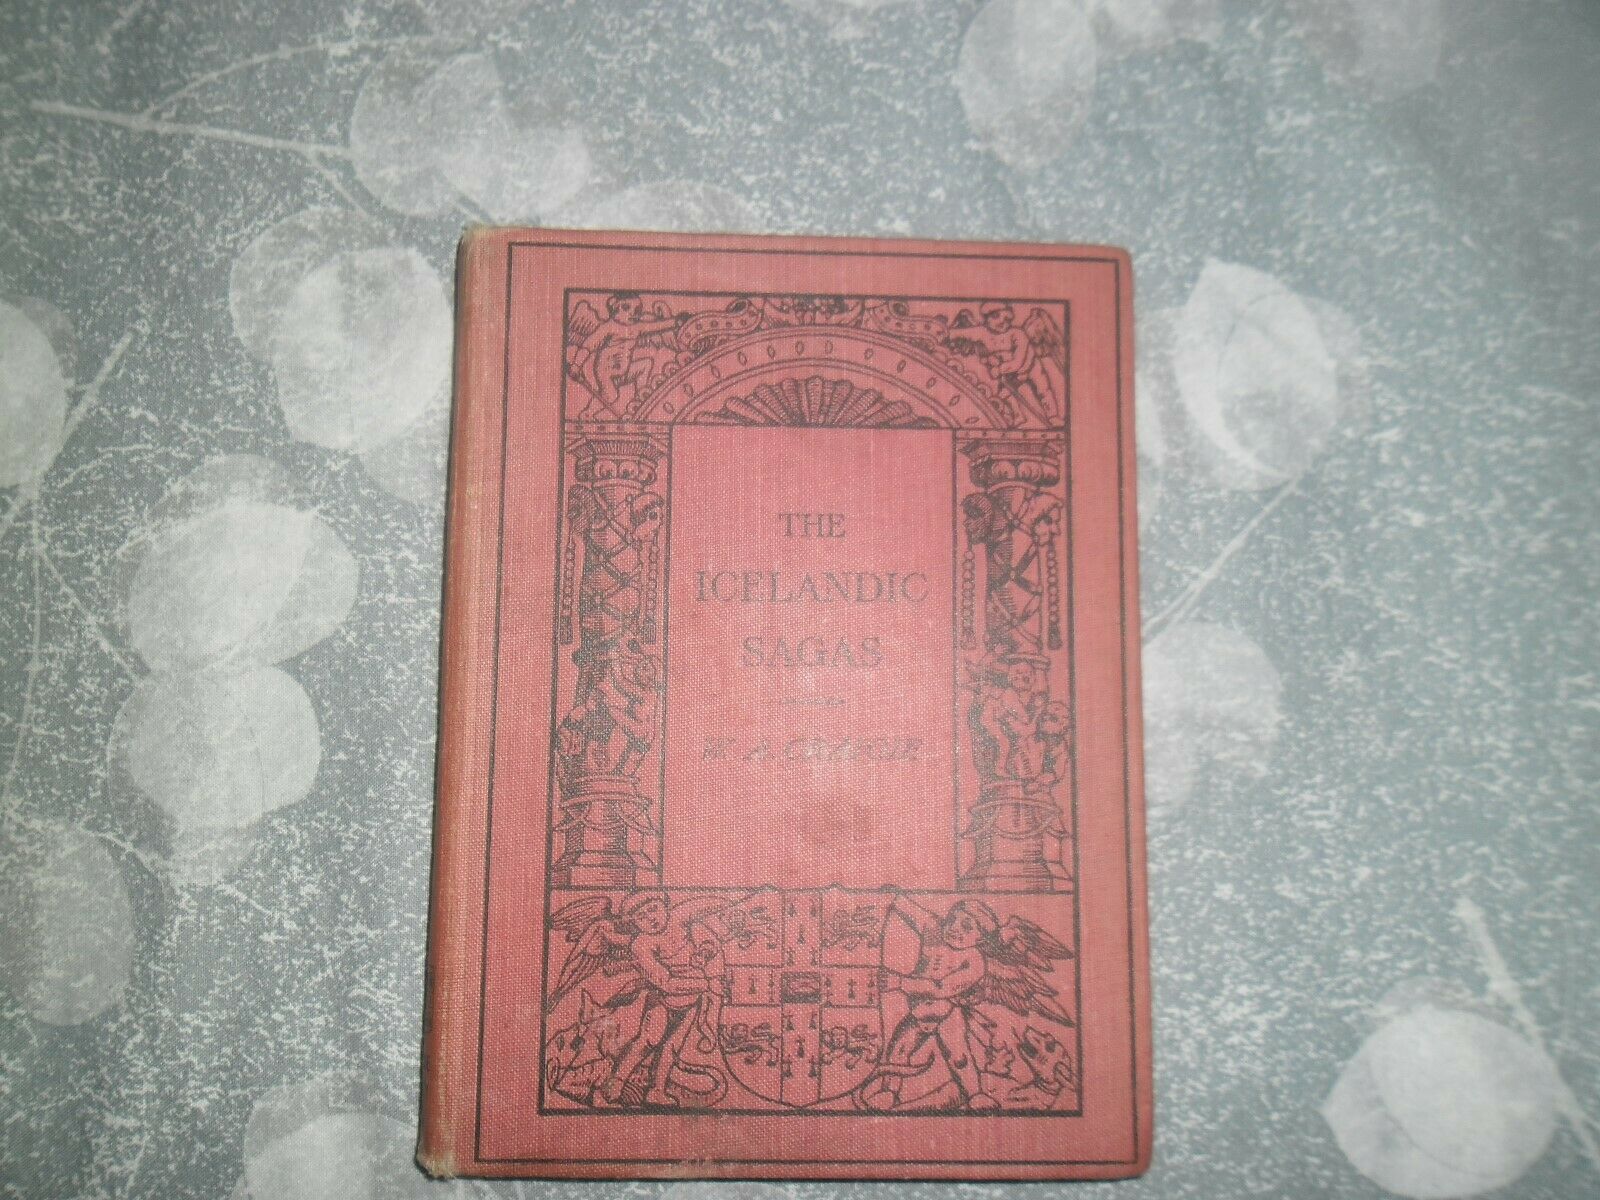 THE
ICELANDIC
SAGAS
W. A. CRAIGIE.